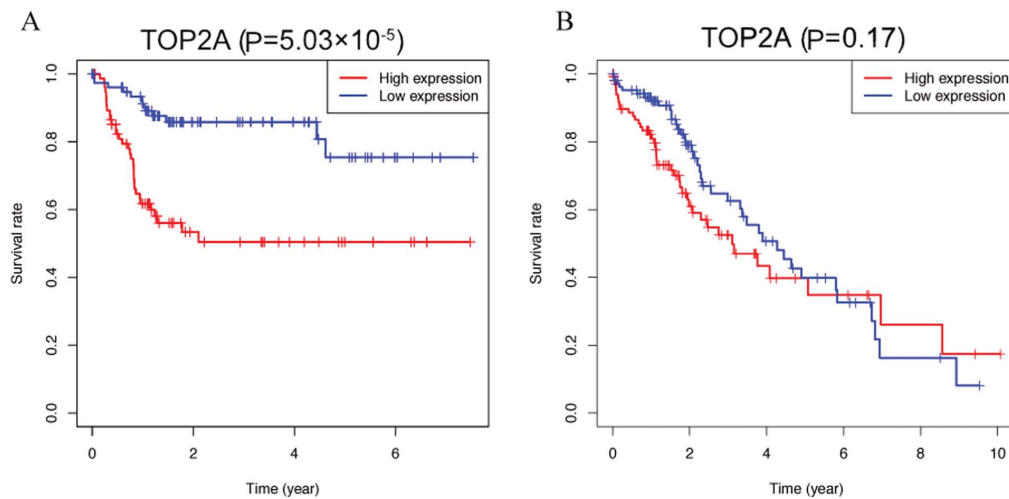 A
TOP2A (P=5.03×10⁻⁵)
High expression
Low expression
Survival rate
1.0
0.8
0.6
0.4
0.2
0.0
0 2 4 6
Time (year)
B
TOP2A (P=0.17)
High expression
Low expression
Survival rate
1.0
0.8
0.6
0.4
0.2
0.0
0 2 4 6 8 10
Time (year)